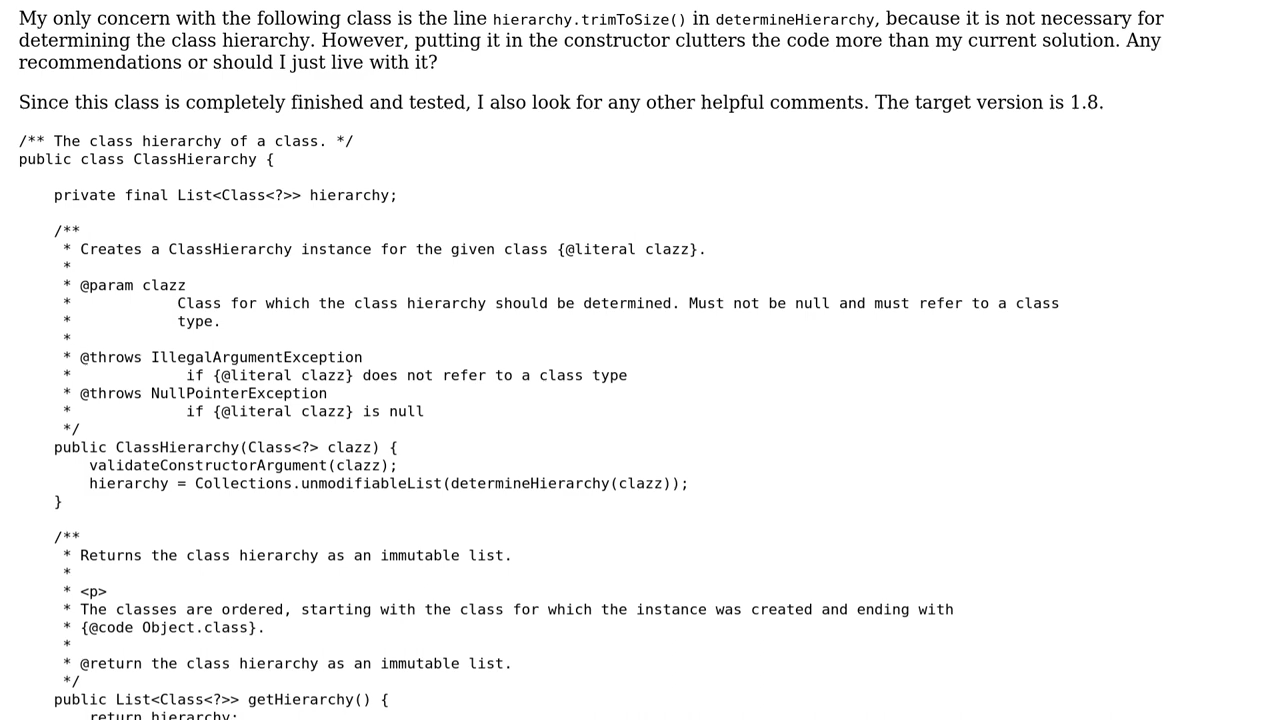 My only concern with the following class is the line hierarchy.trimToSize() in determineHierarchy, because it is not necessary for
determining the class hierarchy. However, putting it in the constructor clutters the code more than my current solution. Any
recommendations or should I just live with it?
Since this class is completely finished and tested, I also look for any other helpful comments. The target version is 1.8.
/** The class hierarchy of a class. */
public class ClassHierarchy {
    private final List<Class<?>> hierarchy;
    /**
     * Creates a ClassHierarchy instance for the given class {@literal clazz}.
     *
     * @param clazz
     *            Class for which the class hierarchy should be determined. Must not be null and must refer to a class
     *            type.
     *
     * @throws IllegalArgumentException
     *             if {@literal clazz} does not refer to a class type
     * @throws NullPointerException
     *             if {@literal clazz} is null
     */
    public ClassHierarchy(Class<?> clazz) {
        validateConstructorArgument(clazz);
        hierarchy = Collections.unmodifiableList(determineHierarchy(clazz));
    }
    /**
     * Returns the class hierarchy as an immutable list.
     *
     * <p>
     * The classes are ordered, starting with the class for which the instance was created and ending with
     * {@code Object.class}.
     *
     * @return the class hierarchy as an immutable list.
     */
    public List<Class<?>> getHierarchy() {
        return hierarchy;